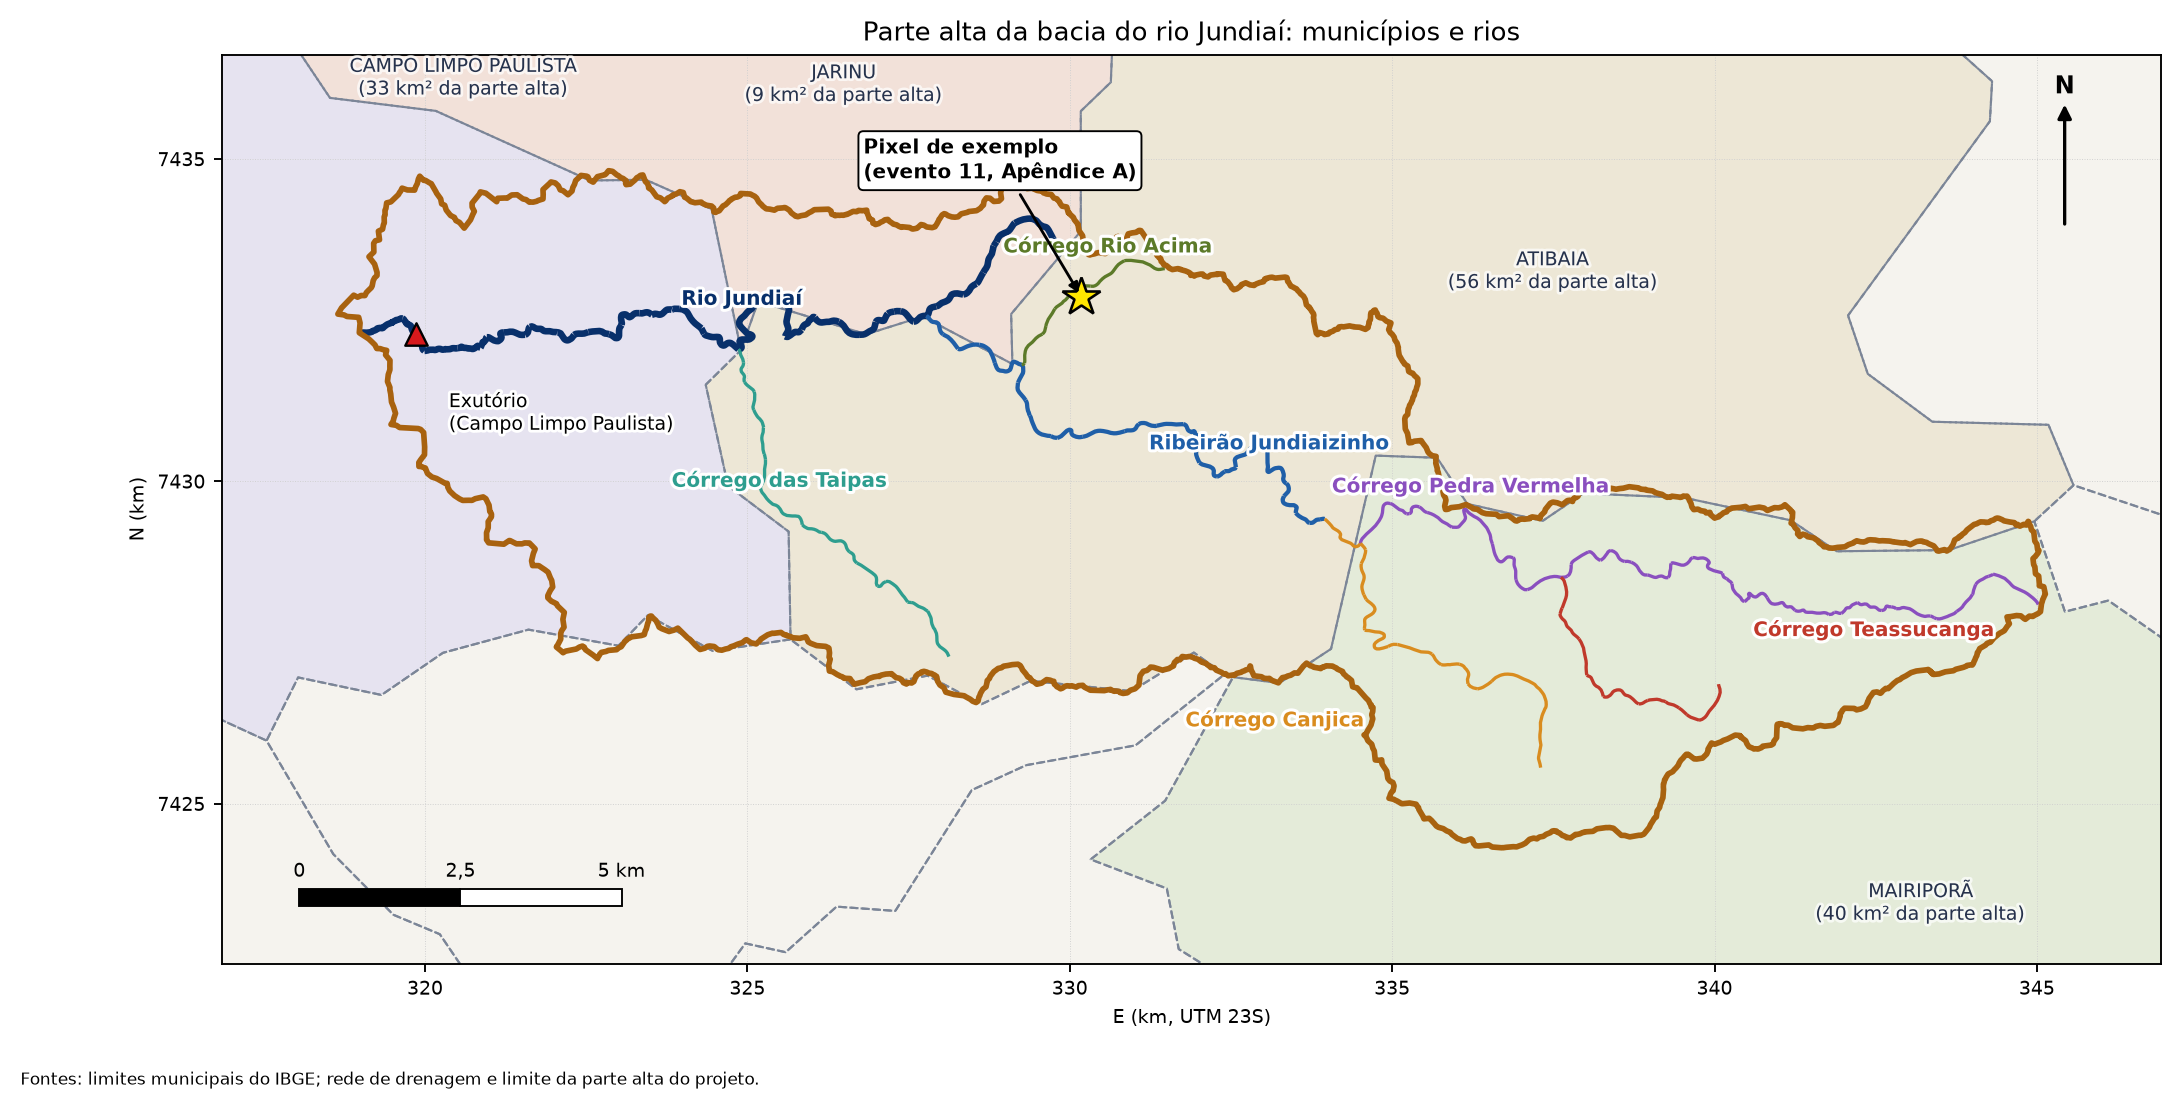 Parte alta da bacia do rio Jundiaí: municípios e rios
CAMPO LIMPO PAULISTA
(33 km² da parte alta)
JARINU
(9 km² da parte alta)
N
Pixel de exemplo
(evento 11, Apêndice A)
Córrego Rio Acima
ATIBAIA
(56 km² da parte alta)
Rio Jundiaí
Exutório
(Campo Limpo Paulista)
Ribeirão Jundiaizinho
Córrego das Taipas
Córrego Pedra Vermelha
Córrego Teassucanga
Córrego Canjica
MAIRIPORÃ
(40 km² da parte alta)
0 2,5 5 km
7435
7430
7425
N (km)
320 325 330 335 340 345
E (km, UTM 23S)
Fontes: limites municipais do IBGE; rede de drenagem e limite da parte alta do projeto.